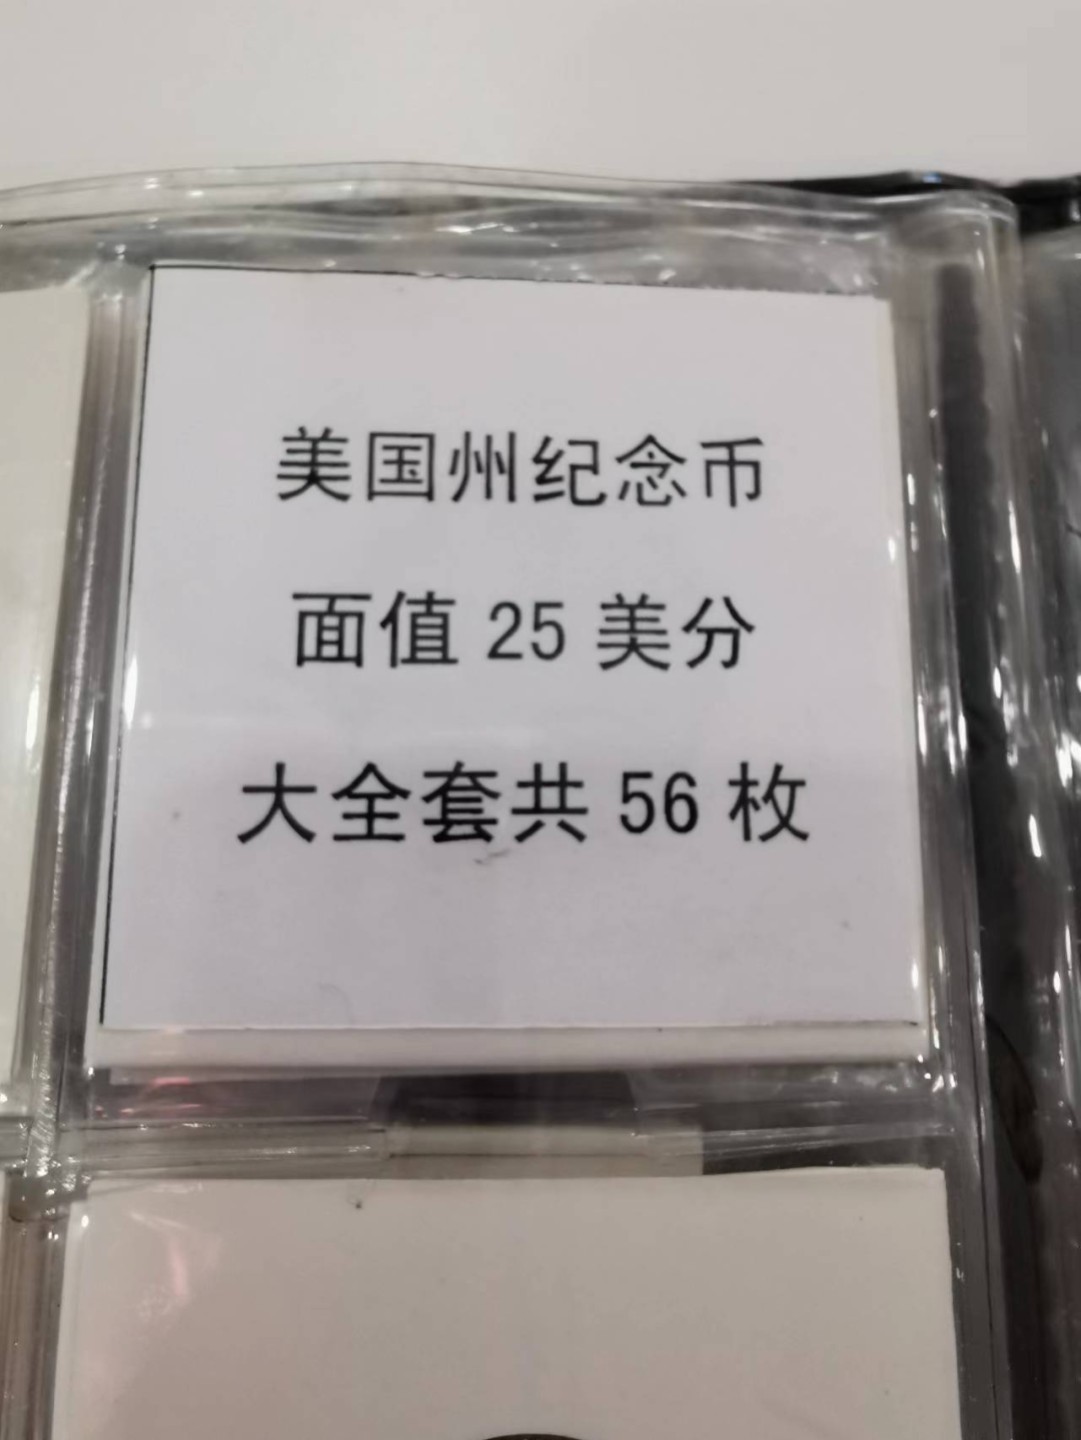 美国州纪念币
面值 25 美分
大全套共 56 枚